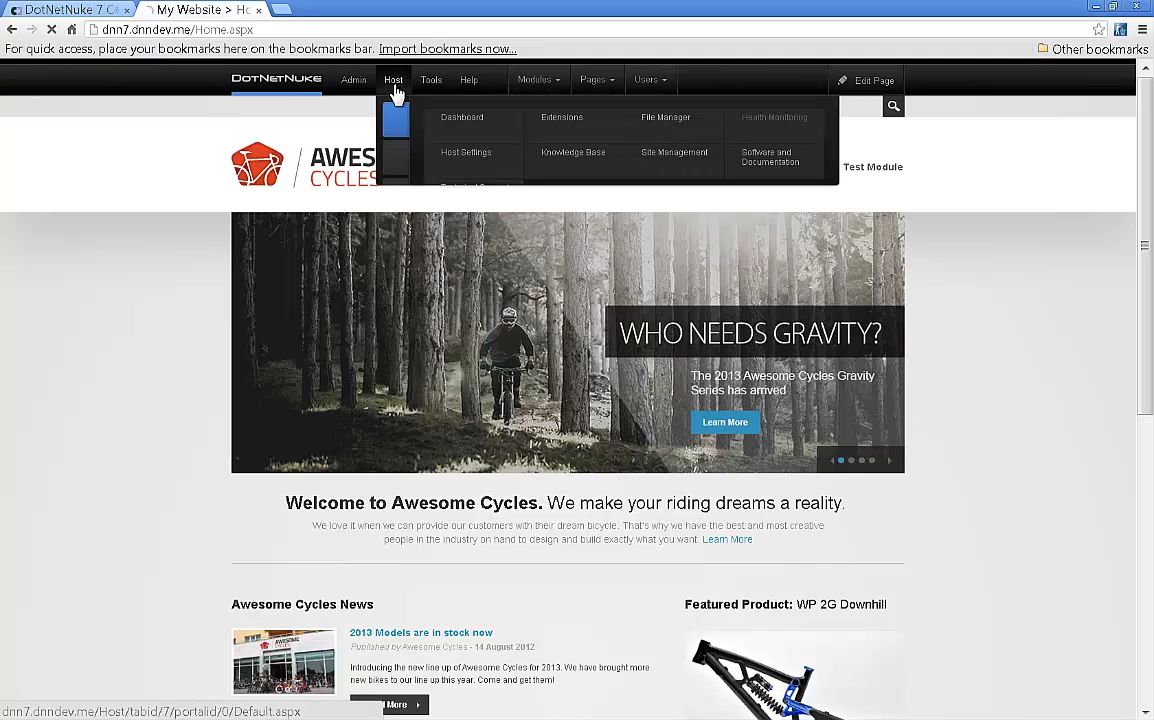 DotNetNuke 7 C
My Website > Ho
dnn7.dnndev.me/Home.aspx
For quick access, place your bookmarks here on the bookmarks bar. Import bookmarks now...
Other bookmarks
DOTNETNUKE
Admin
Host
Tools
Help
Modules
Pages
Users
Edit Page
Dashboard
Extensions
File Manager
Health Monitoring
Host Settings
Knowledge Base
Site Management
Software and
Documentation
AWES
CYCLES
Test Module
WHO NEEDS GRAVITY?
The 2013 Awesome Cycles Gravity
Series has arrived
Learn More
Welcome to Awesome Cycles. We make your riding dreams a reality.
We love it when we can provide our customers with their dream bicycle. That's why we have the best and most creative
people in the industry on hand to design and build exactly what you want. Learn More
Awesome Cycles News
Featured Product: WP 2G Downhill
2013 Models are in stock now
Published by Awesome Cycles - 14 August 2012
Introducing the new line up of Awesome Cycles for 2013. We have brought more
new bikes to our line up this year. Come and get them!
More
dnn7.dnndev.me/Host/tabid/7/portalid/0/Default.aspx